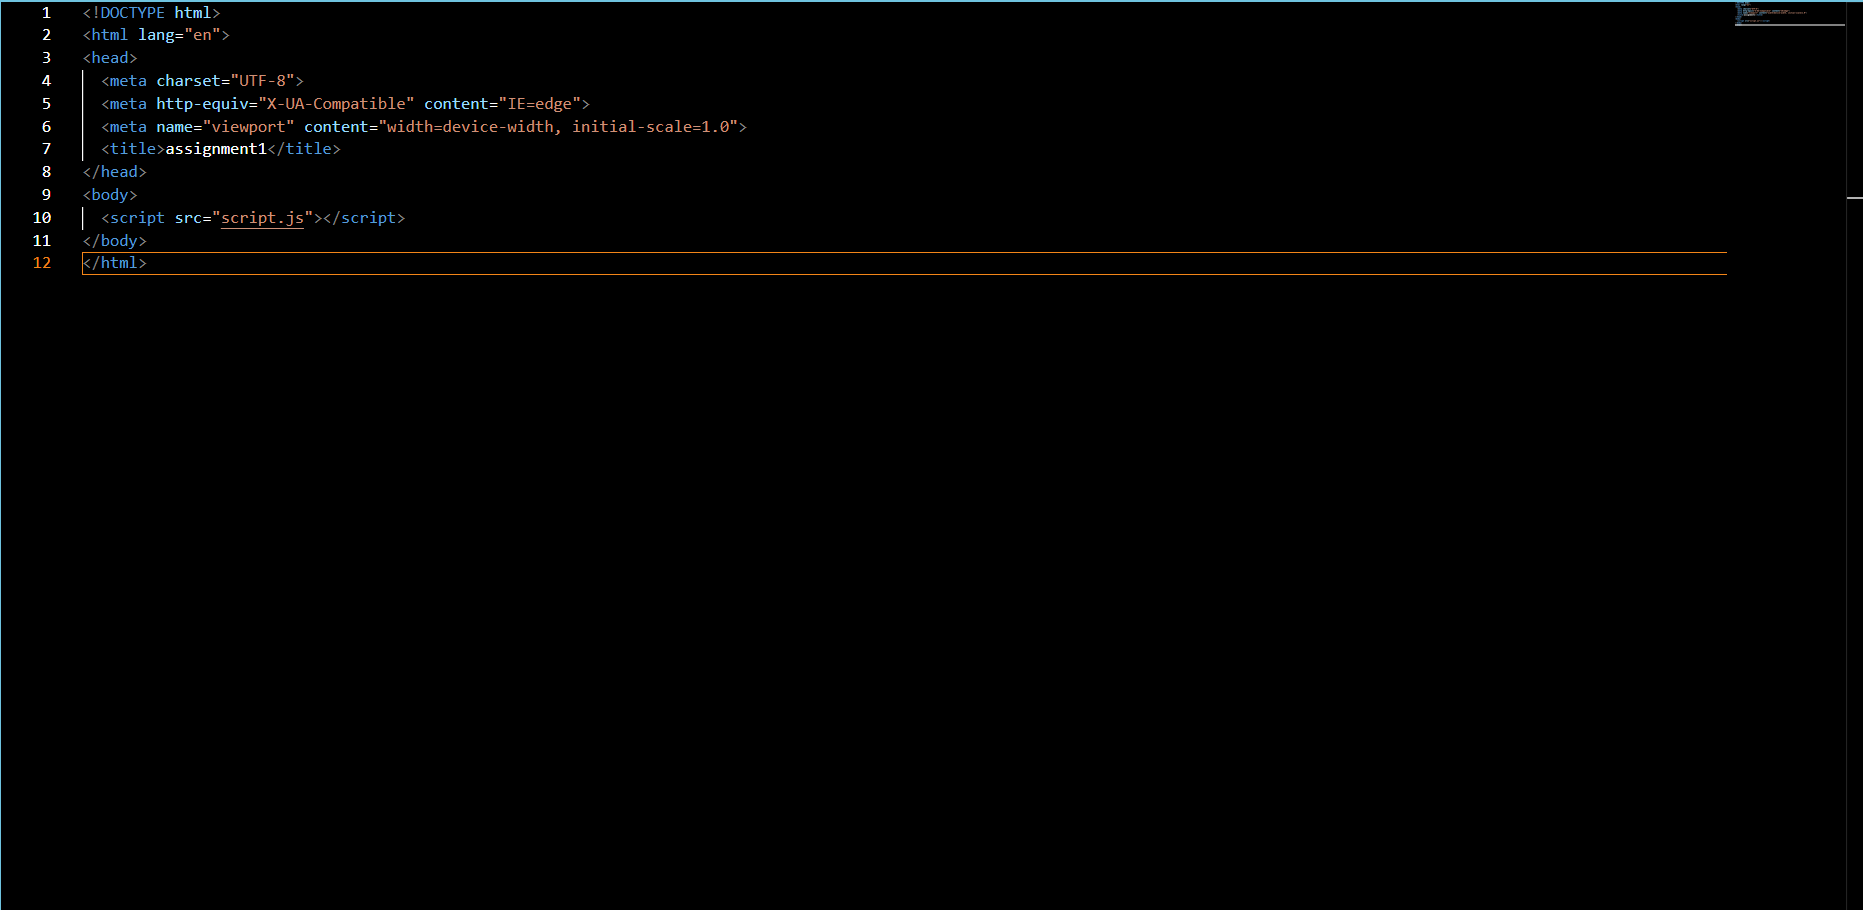 1 <!DOCTYPE html>
2 <html lang="en">
3 <head>
4 <meta charset="UTF-8">
5 <meta http-equiv="X-UA-Compatible" content="IE=edge">
6 <meta name="viewport" content="width=device-width, initial-scale=1.0">
7 <title>assignment1</title>
8 </head>
9 <body>
10 <script src="script.js"></script>
11 </body>
12 </html>